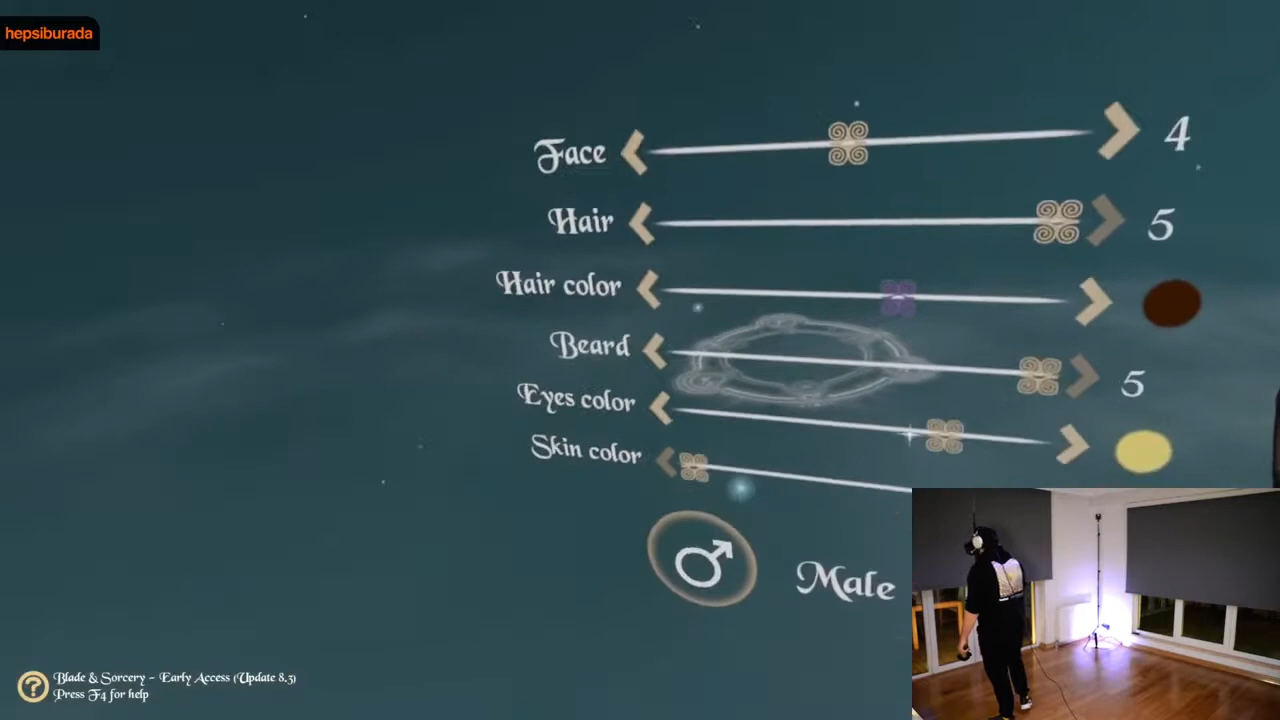 hepsiburada
Face 4
Hair 5
Hair color
Beard 5
Eyes color
Skin color
Male
Blade & Sorcery - Early Access (Update 8.3)
Press F4 for help